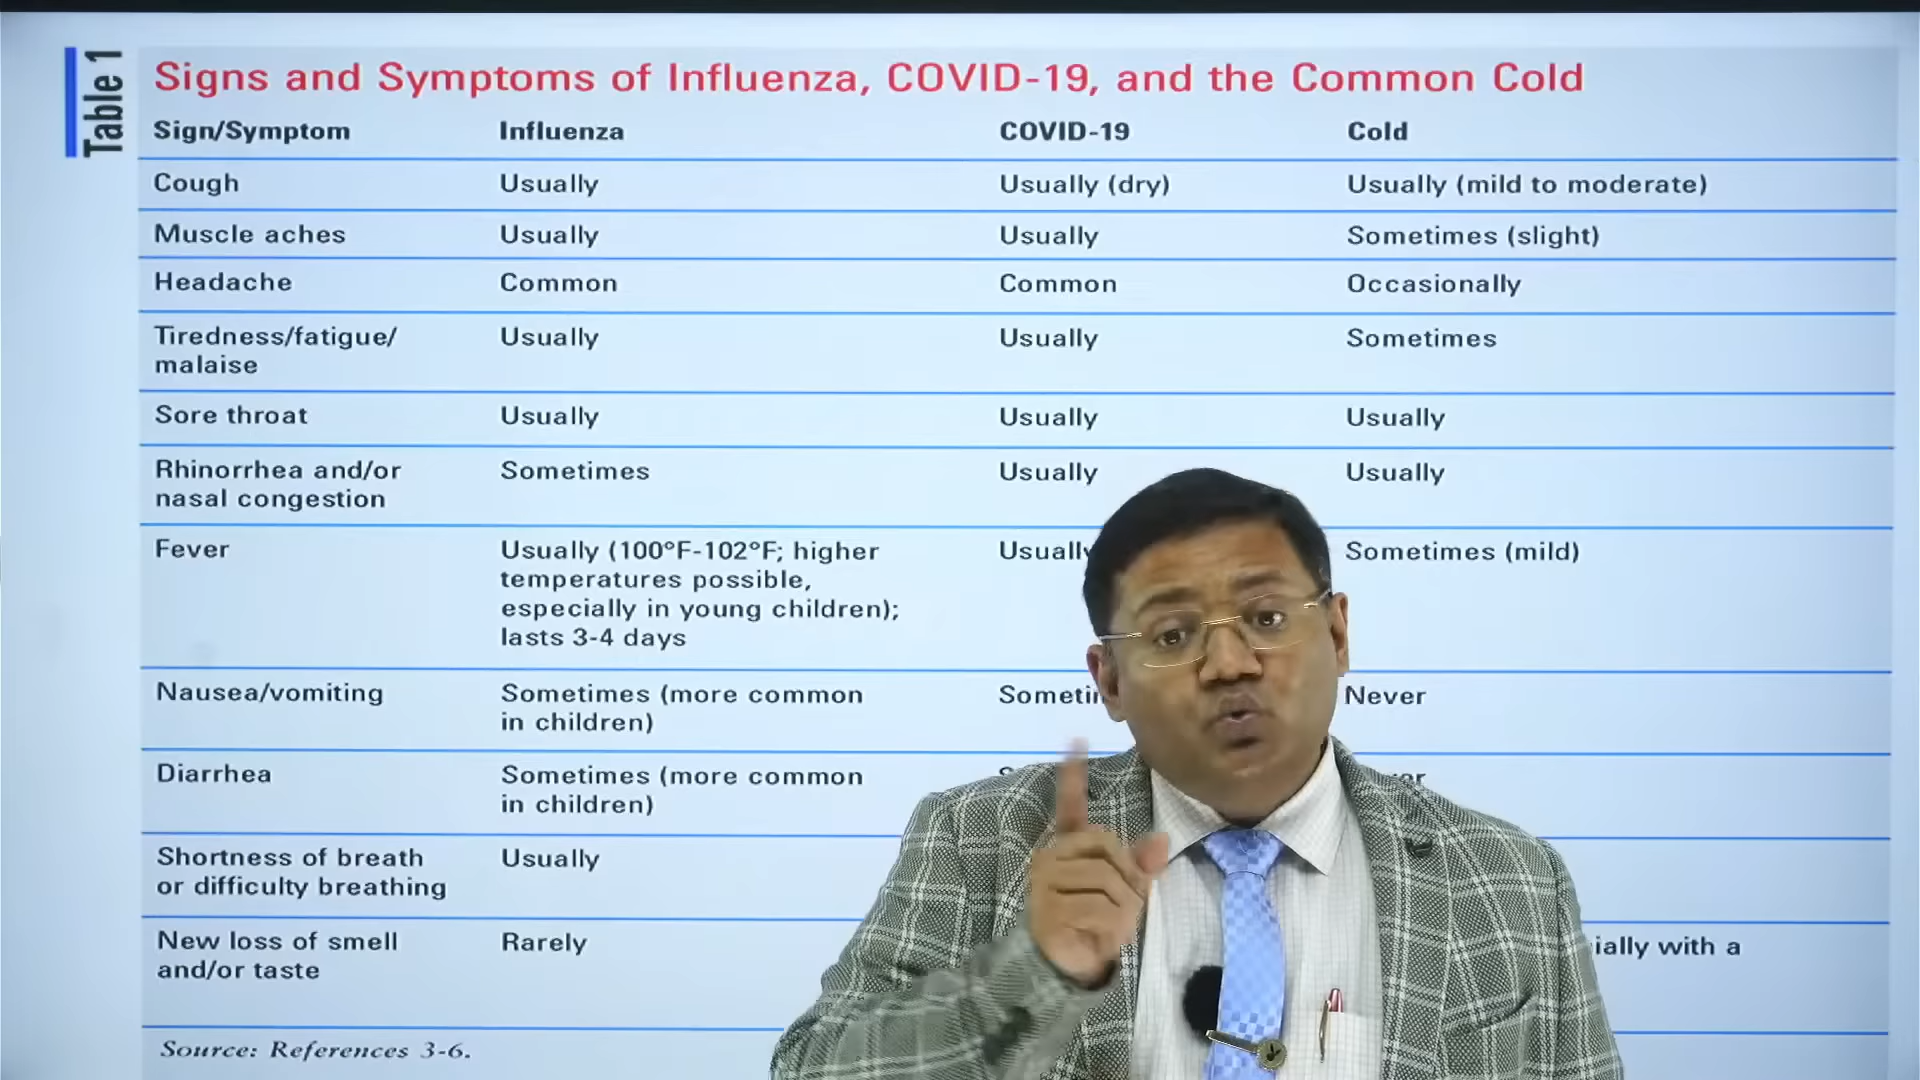 Table 1
Signs and Symptoms of Influenza, COVID-19, and the Common Cold
Sign/Symptom Influenza COVID-19 Cold
Cough Usually Usually (dry) Usually (mild to moderate)
Muscle aches Usually Usually Sometimes (slight)
Headache Common Common Occasionally
Tiredness/fatigue/ Usually Usually Sometimes
malaise
Sore throat Usually Usually Usually
Rhinorrhea and/or Sometimes Usually Usually
nasal congestion
Fever Usually (100°F-102°F; higher Usually Sometimes (mild)
temperatures possible,
especially in young children);
lasts 3-4 days
Nausea/vomiting Sometimes (more common Never
in children)
Diarrhea Sometimes (more common
in children)
Shortness of breath Usually
or difficulty breathing
New loss of smell Rarely with a
and/or taste
Source: References 3-6.